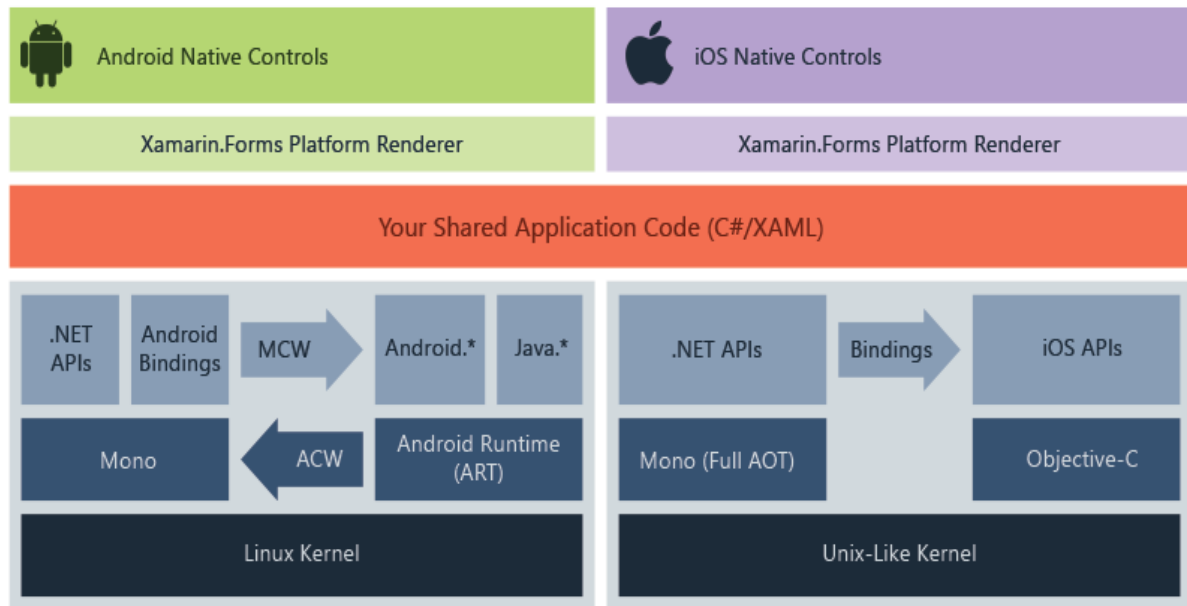 Android Native Controls
iOS Native Controls
Xamarin.Forms Platform Renderer
Xamarin.Forms Platform Renderer
Your Shared Application Code (C#/XAML)
.NET
APIs
Android
Bindings
MCW
Android.*
Java.*
.NET APIs
Bindings
iOS APIs
Mono
ACW
Android Runtime
(ART)
Mono (Full AOT)
Objective-C
Linux Kernel
Unix-Like Kernel